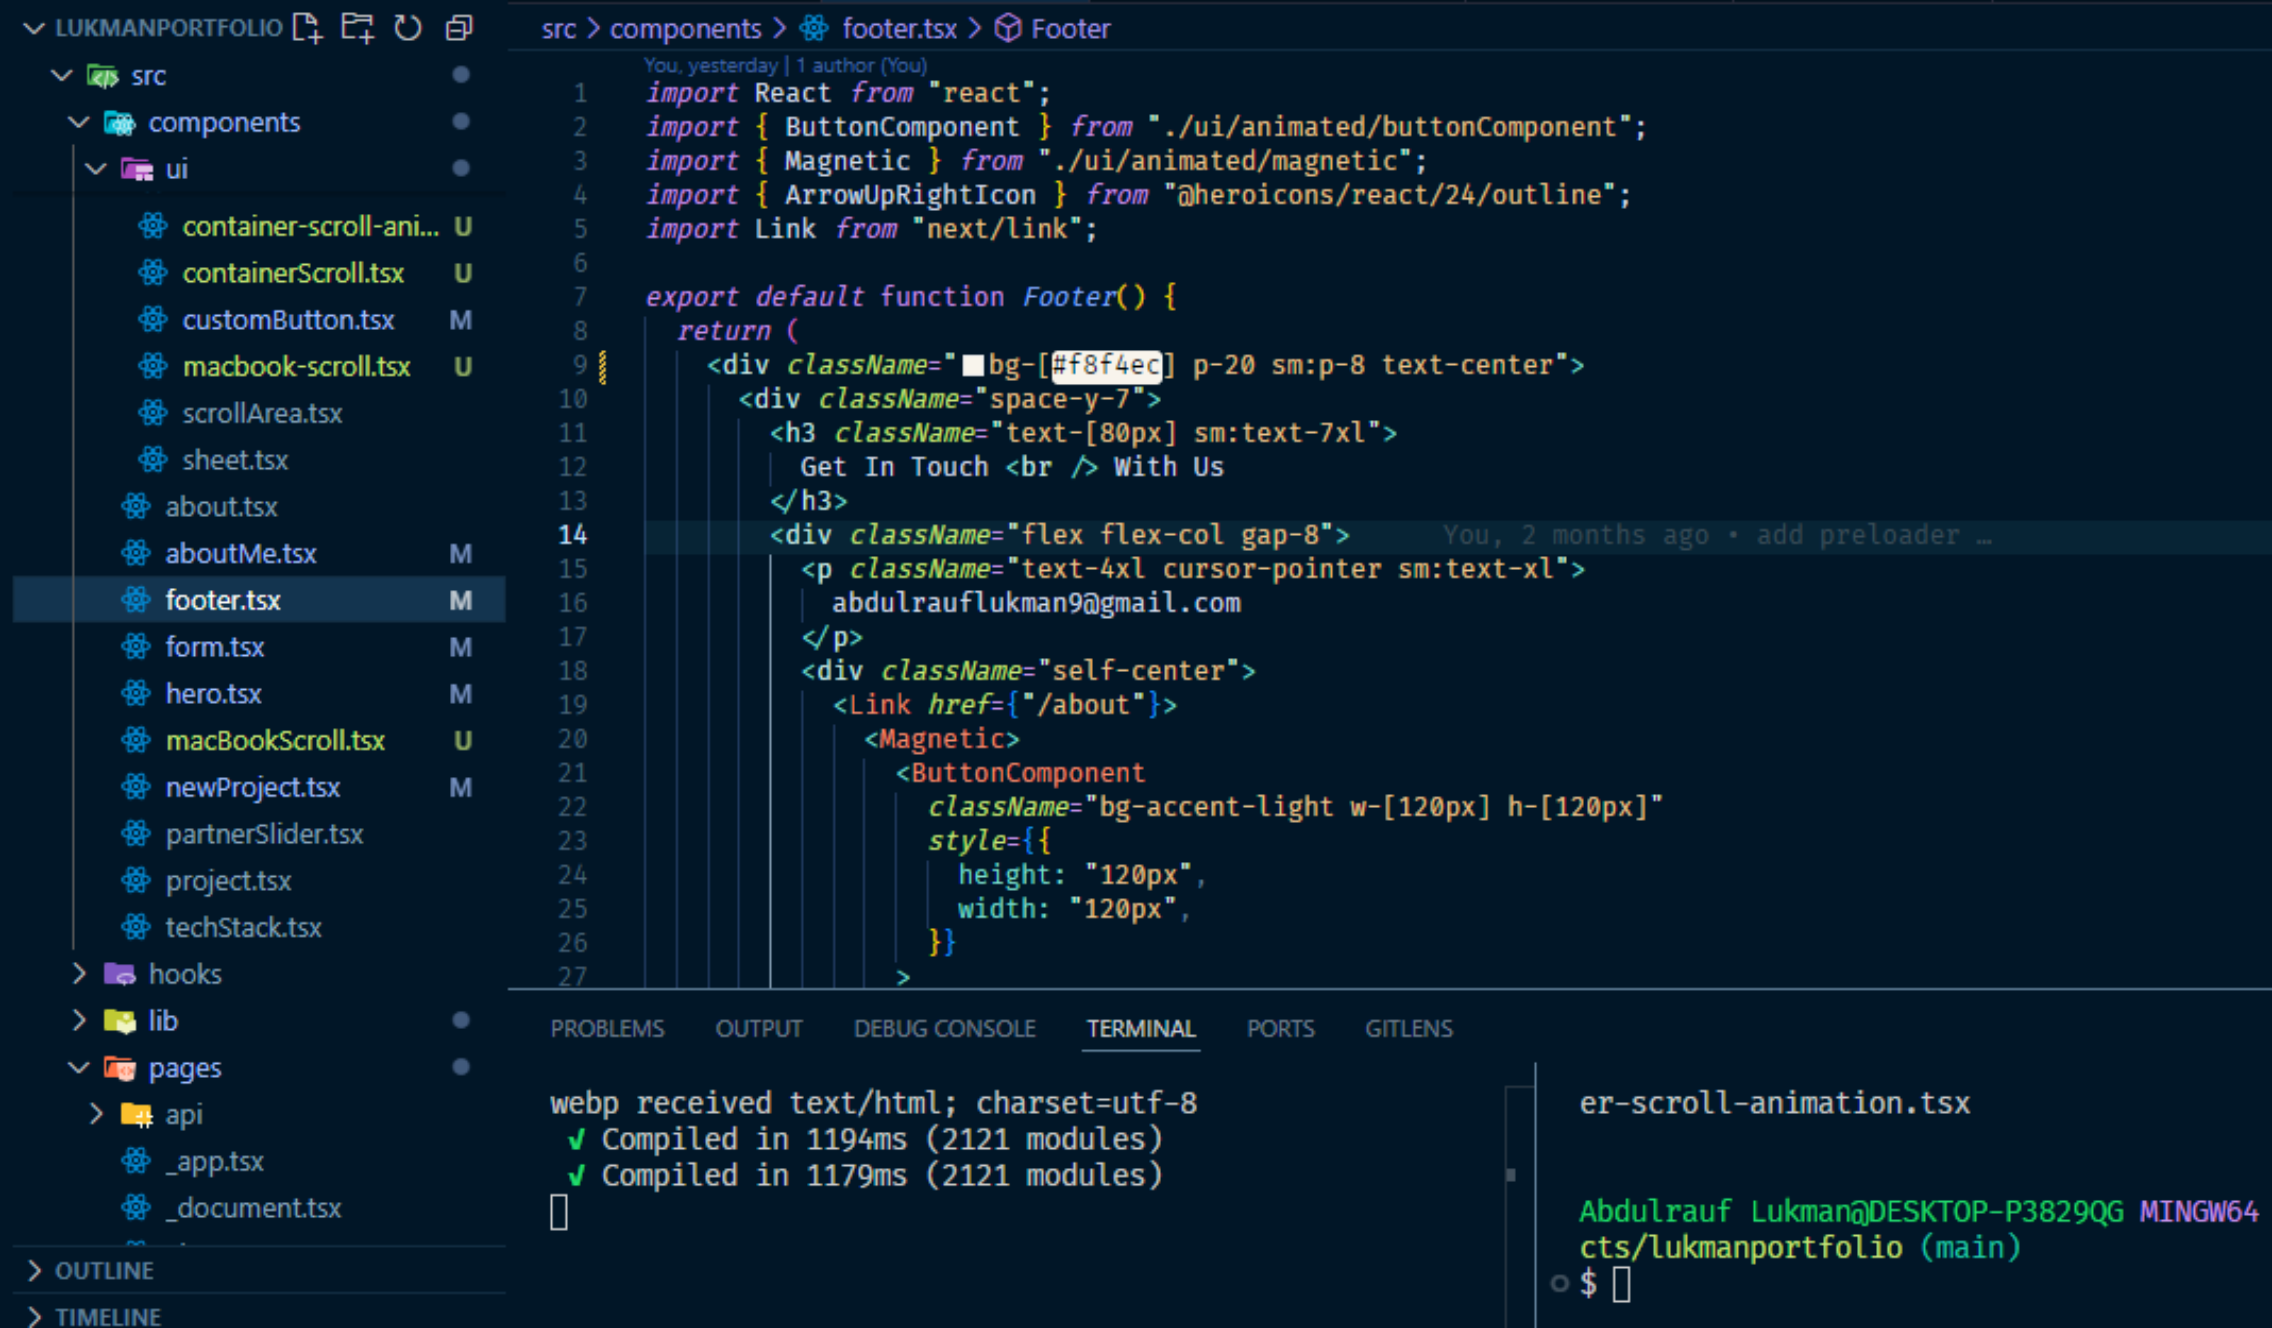 LUKMANPORTFOLIO
src
components
ui
container-scroll-ani... U
containerScroll.tsx U
customButton.tsx M
macbook-scroll.tsx U
scrollArea.tsx
sheet.tsx
about.tsx
aboutMe.tsx M
footer.tsx M
form.tsx M
hero.tsx M
macBookScroll.tsx U
newProject.tsx M
partnerSlider.tsx
project.tsx
techStack.tsx
hooks
lib
pages
api
_app.tsx
_document.tsx
OUTLINE
TIMELINE
src > components > footer.tsx > Footer
You, yesterday | 1 author (You)
1 import React from "react";
2 import { ButtonComponent } from "./ui/animated/buttonComponent";
3 import { Magnetic } from "./ui/animated/magnetic";
4 import { ArrowUpRightIcon } from "@heroicons/react/24/outline";
5 import Link from "next/link";
6
7 export default function Footer() {
8 return (
9 <div className="bg-[#f8f4ec] p-20 sm:p-8 text-center">
10 <div className="space-y-7">
11 <h3 className="text-[80px] sm:text-7xl">
12 Get In Touch <br /> With Us
13 </h3>
14 <div className="flex flex-col gap-8"> You, 2 months ago • add preloader …
15 <p className="text-4xl cursor-pointer sm:text-xl">
16 abdulrauflukman9@gmail.com
17 </p>
18 <div className="self-center">
19 <Link href={"/about"}>
20 <Magnetic>
21 <ButtonComponent
22 className="bg-accent-light w-[120px] h-[120px]"
23 style={{
24 height: "120px",
25 width: "120px",
26 }}
27 >
PROBLEMS OUTPUT DEBUG CONSOLE TERMINAL PORTS GITLENS
webp received text/html; charset=utf-8
√ Compiled in 1194ms (2121 modules)
√ Compiled in 1179ms (2121 modules)
er-scroll-animation.tsx
Abdulrauf Lukman@DESKTOP-P3829QG MINGW64
cts/lukmanportfolio (main)
$